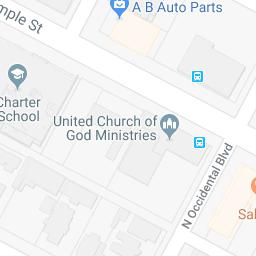 A B Auto Parts
mple St
Charter
School
United Church of
God Ministries
N Occidental Blvd
Sal